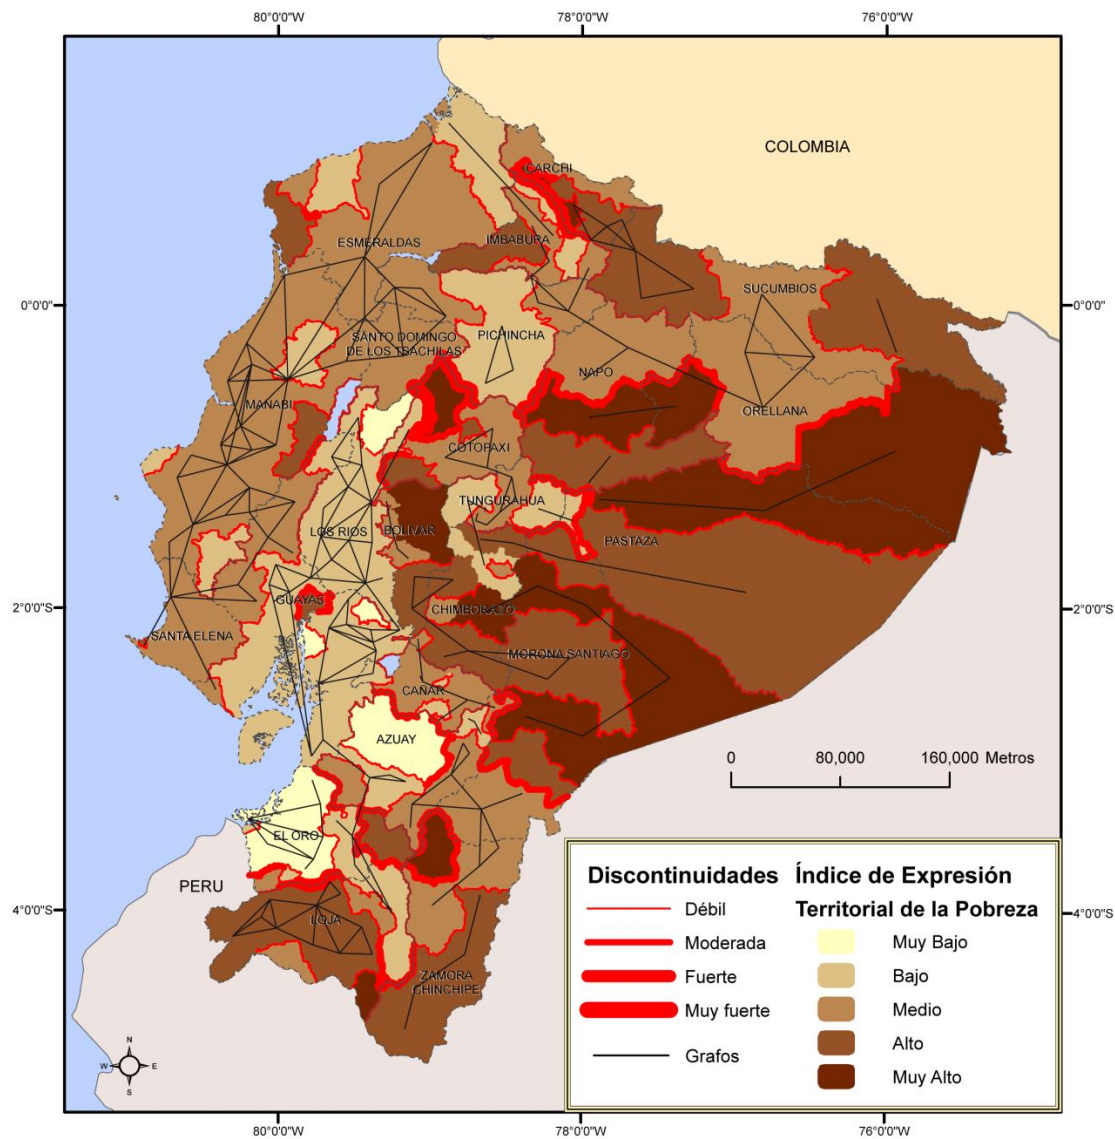 80°0'0"W 78°0'0"W 76°0'0"W
COLOMBIA
CARCHI
ESMERALDAS
IMBABURA
SUCUMBIOS
0°0'0"
0°0'0"
PICHINCHA
SANTO DOMINGO
DE LOS TSACHILAS
NAPO
MANABI
ORELLANA
COTOPAXI
TUNGURAHUA
LOS RIOS
BOLIVAR
PASTAZA
2°0'0"S
2°0'0"S
GUAYAS
CHIMBORAZO
SANTA ELENA
MORONA SANTIAGO
CAÑAR
AZUAY
0 80,000 160,000 Metros
EL ORO
PERU
4°0'0"S
4°0'0"S
LOJA
ZAMORA
CHINCHIPE
Discontinuidades
Débil
Moderada
Fuerte
Muy fuerte
Grafos
Índice de Expresión
Territorial de la Pobreza
Muy Bajo
Bajo
Medio
Alto
Muy Alto
N
W E
S
80°0'0"W 78°0'0"W 76°0'0"W